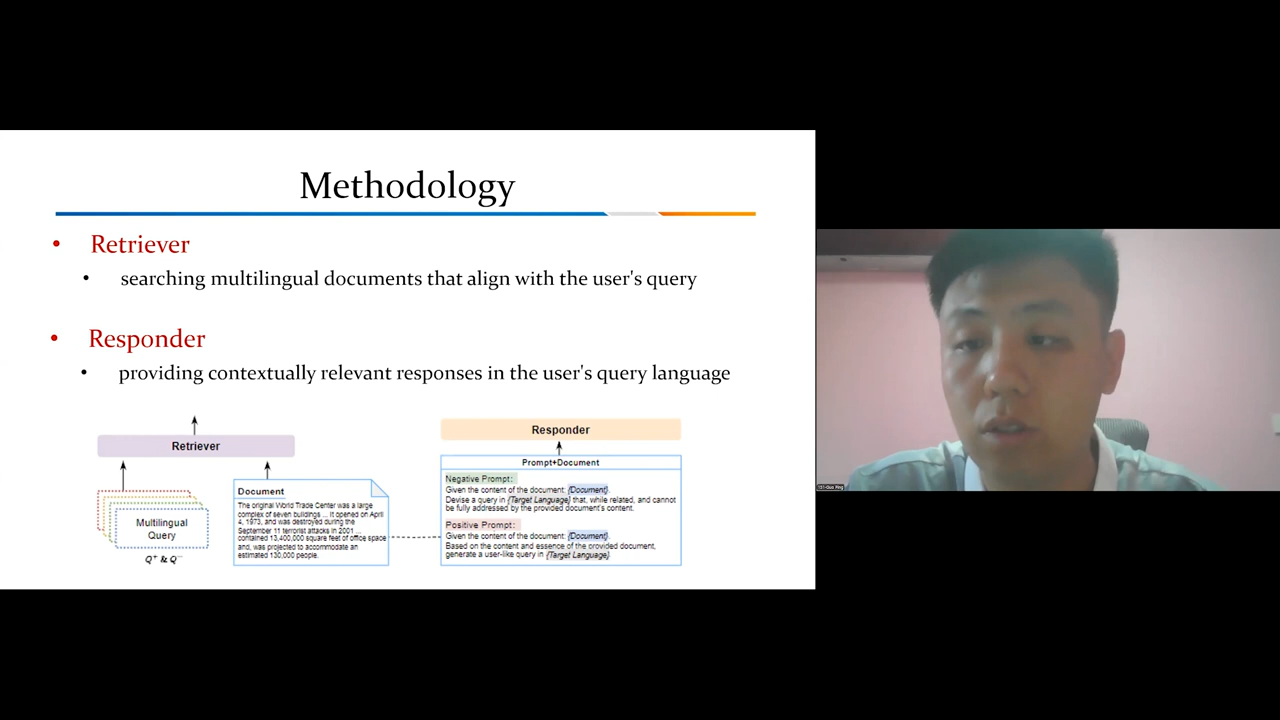 Methodology
• Retriever
• searching multilingual documents that align with the user's query
• Responder
• providing contextually relevant responses in the user's query language
Retriever
Multilingual
Query
Q⁺ & Q⁻
Document
The original World Trade Center was a large
complex of seven buildings ... It opened on April
4, 1973, and was destroyed during the
September 11 terrorist attacks in 2001 ...
contained 13,400,000 square feet of office space
and, was projected to accommodate an
estimated 130,000 people.
Responder
Prompt+Document
Negative Prompt:
Given the content of the document: {Document}.
Devise a query in {Target Language} that, while related, and cannot
be fully addressed by the provided document's content.
Positive Prompt:
Given the content of the document: {Document}.
Based on the content and essence of the provided document,
generate a user-like query in {Target Language}